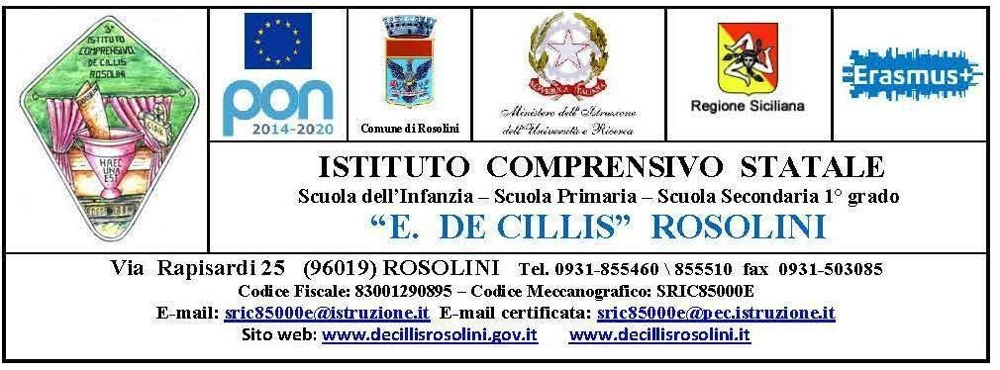 3°
ISTITUTO
COMPRENSIVO
DE CILLIS
ROSOLINI
HAEC
UNA
EST
pon
2014-2020
Comune di Rosolini
REPVBBLICA ITALIANA
Ministero dell'Istruzione
dell'Università e Ricerca
Regione Siciliana
Erasmus+
ISTITUTO COMPRENSIVO STATALE
Scuola dell'Infanzia – Scuola Primaria – Scuola Secondaria 1° grado
“E. DE CILLIS” ROSOLINI
Via Rapisardi 25 (96019) ROSOLINI Tel. 0931-855460 \ 855510 fax 0931-503085
Codice Fiscale: 83001290895 – Codice Meccanografico: SRIC85000E
E-mail: sric85000e@istruzione.it E-mail certificata: sric85000e@pec.istruzione.it
Sito web: www.decillisrosolini.gov.it www.decillisrosolini.it